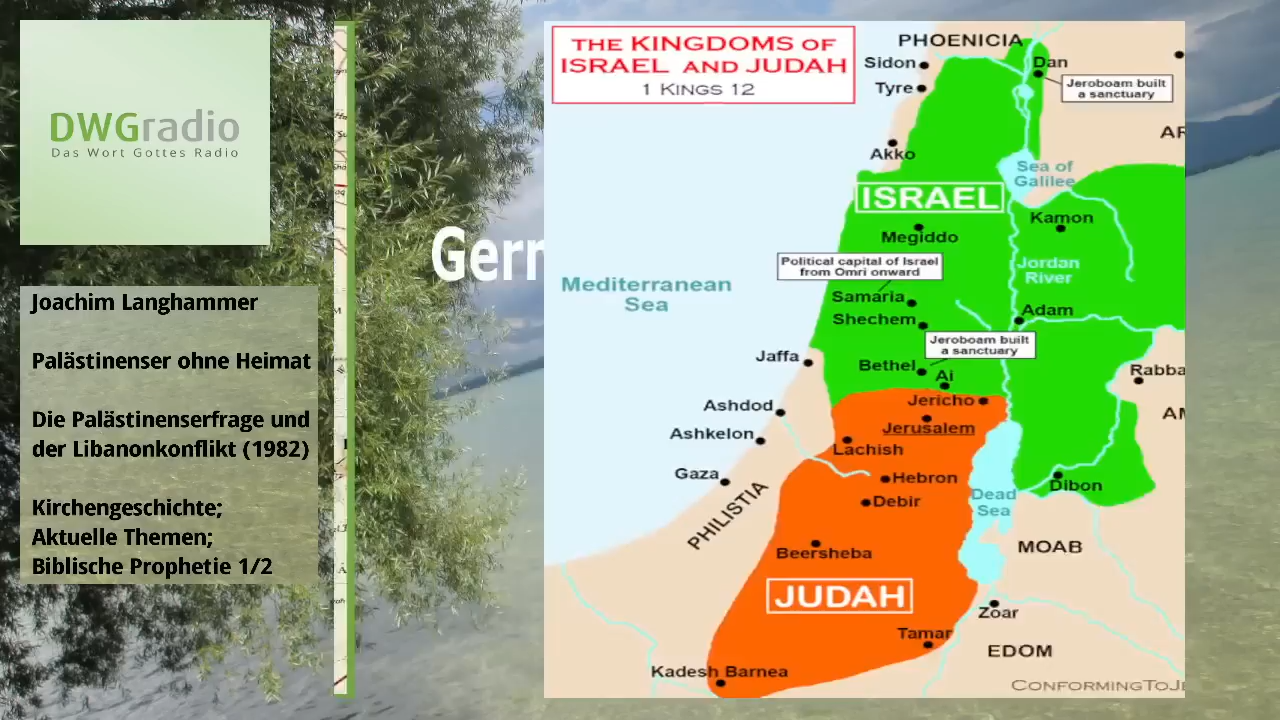 DWGradio
Das Wort Gottes Radio
Joachim Langhammer
Palästinenser ohne Heimat
Die Palästinenserfrage und
der Libanonkonflikt (1982)
Kirchengeschichte;
Aktuelle Themen;
Biblische Prophetie 1/2
THE KINGDOMS OF
ISRAEL AND JUDAH
1 KINGS 12
PHOENICIA
Sidon
Dan
Tyre
Jeroboam built
a sanctuary
Akko
Sea of
Galilee
ISRAEL
Kamon
Megiddo
Political capital of Israel
from Omri onward
Jordan
River
Mediterranean
Sea
Samaria
Adam
Shechem
Jeroboam built
a sanctuary
Jaffa
Bethel
Ai
Rabba
Jericho
Ashdod
Jerusalem
Ashkelon
Lachish
Gaza
Hebron
Dibon
Dead
Sea
Debir
PHILISTIA
MOAB
Beersheba
JUDAH
Zoar
Tamar
EDOM
Kadesh Barnea